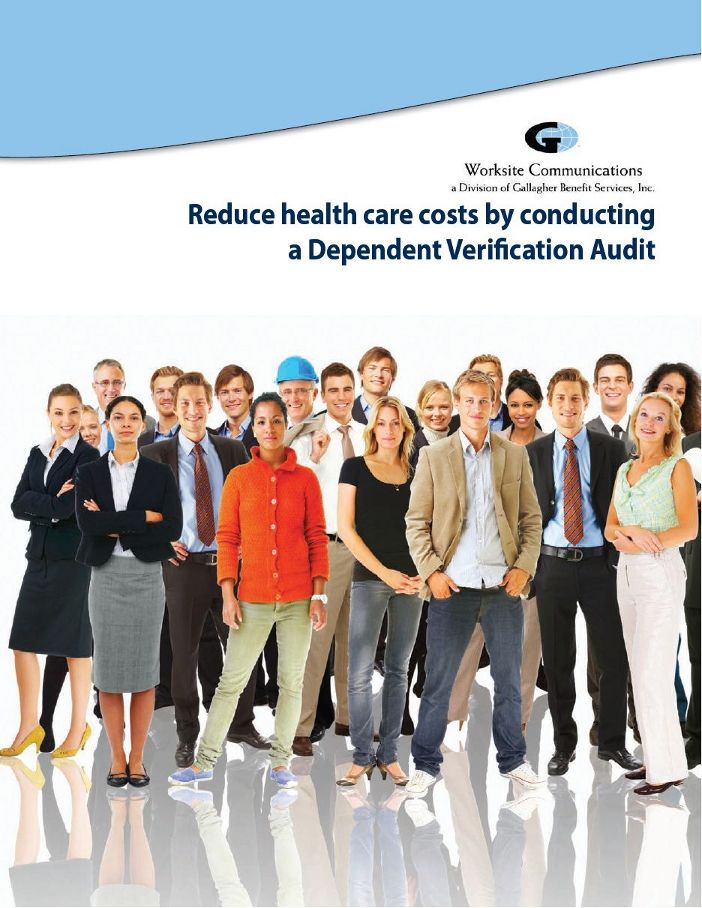 Worksite Communications
a Division of Gallagher Benefit Services, Inc.
Reduce health care costs by conducting
a Dependent Verification Audit